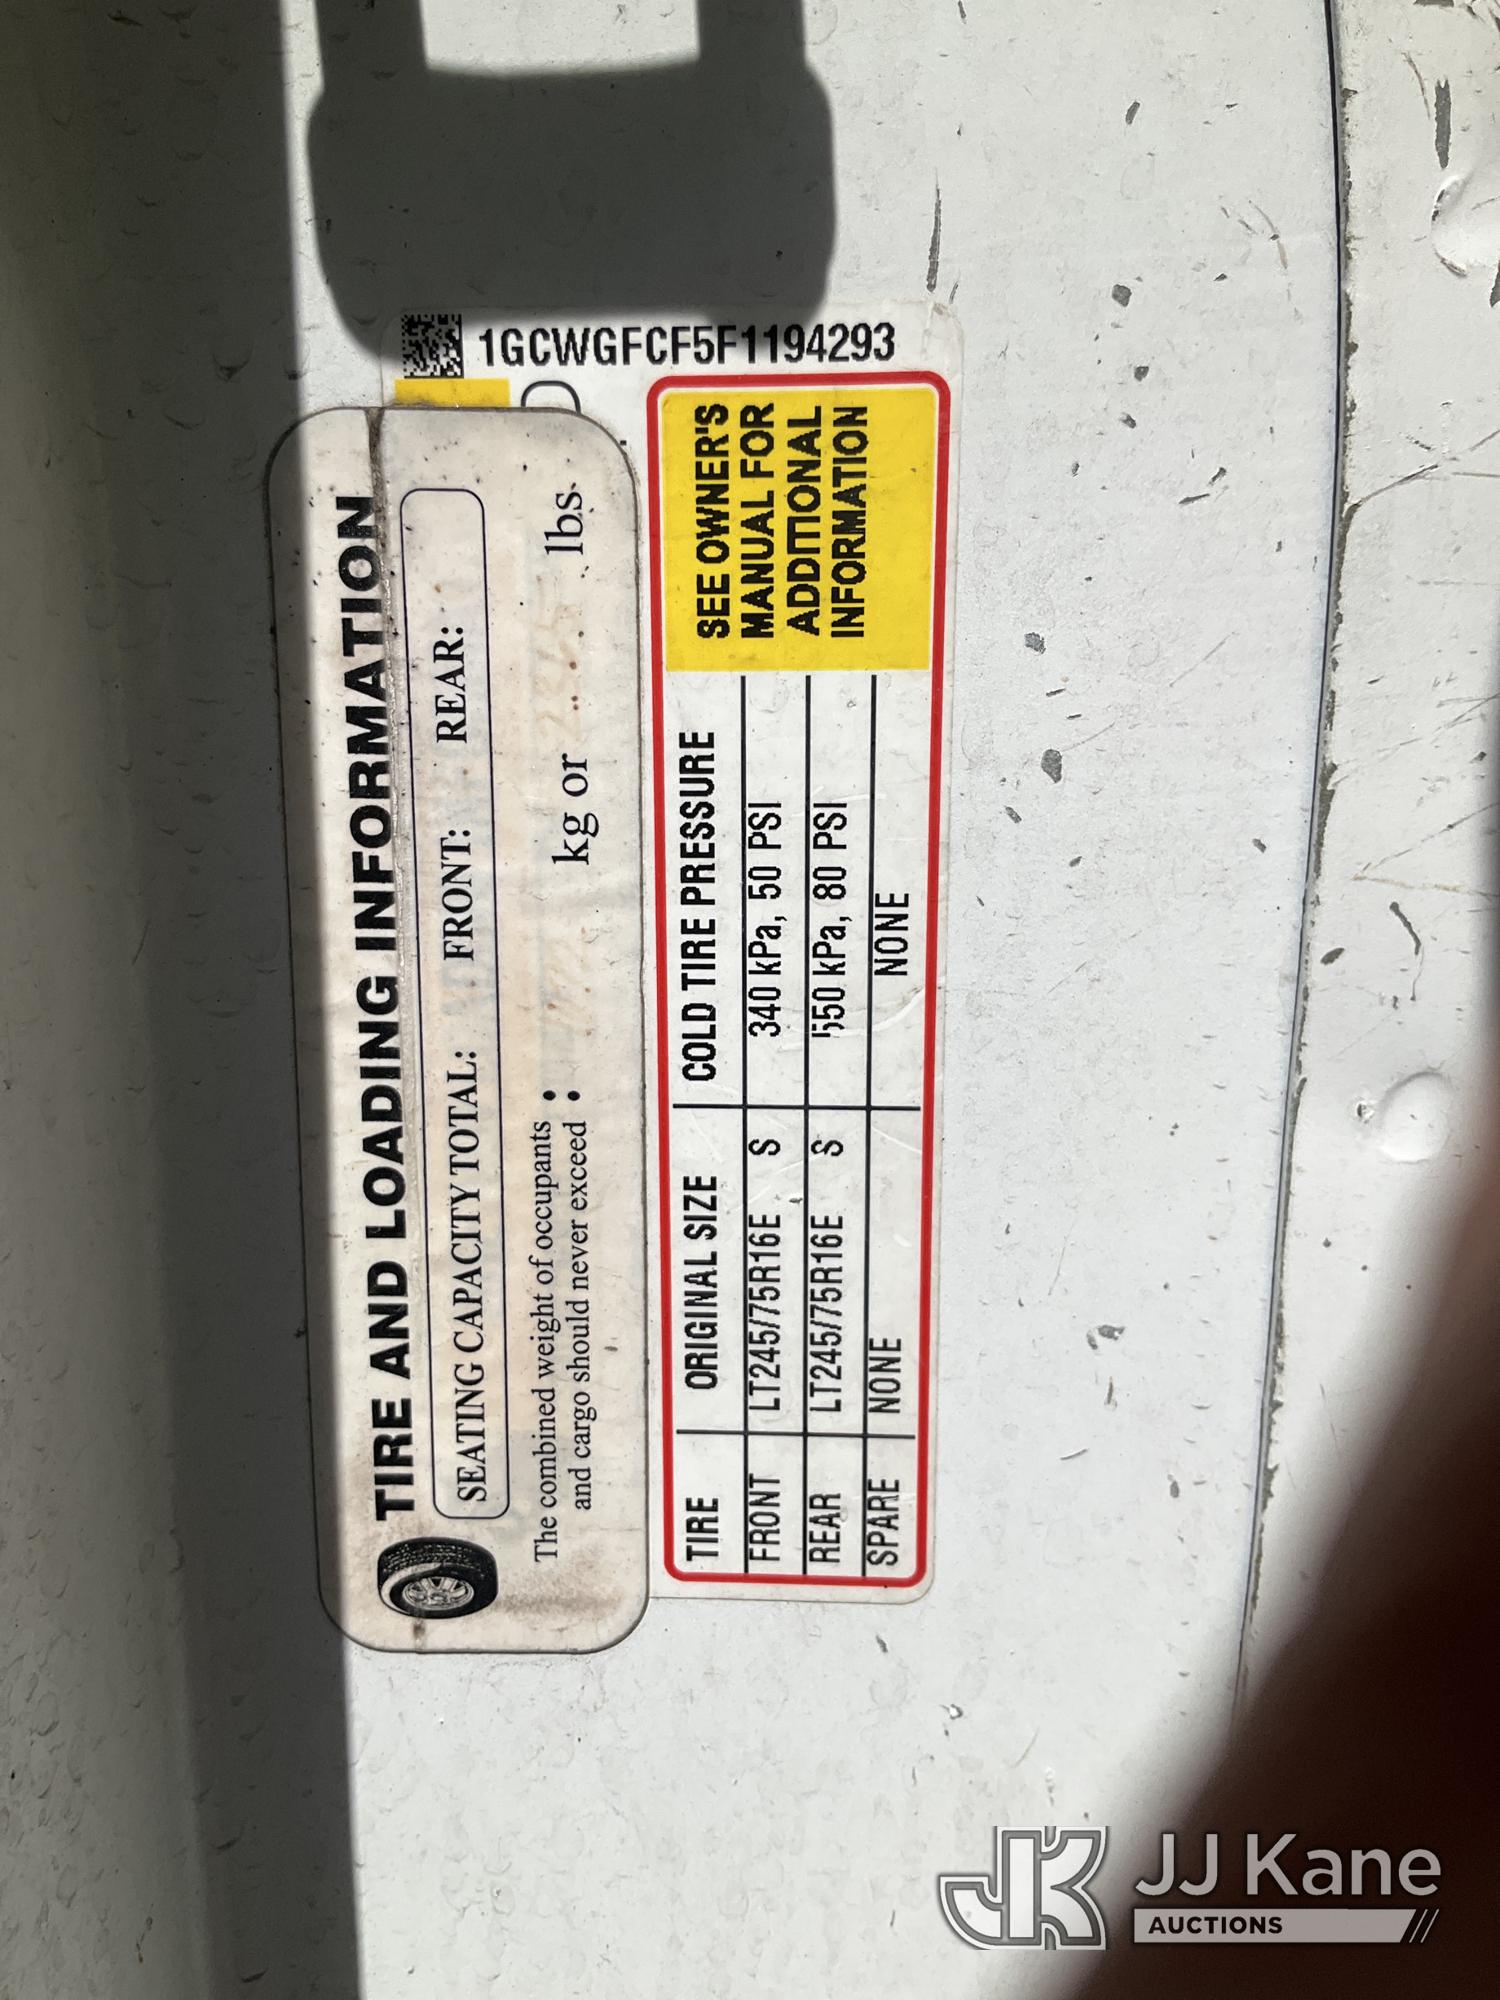 1GCWGFCF5F1194293
TIRE AND LOADING INFORMATION
SEATING CAPACITY TOTAL: FRONT: REAR:
The combined weight of occupants
and cargo should never exceed : kg or lbs.
TIRE ORIGINAL SIZE COLD TIRE PRESSURE
FRONT LT245/75R16E S 340 kPa, 50 PSI
REAR LT245/75R16E S 550 kPa, 80 PSI
SPARE NONE NONE
SEE OWNER'S
MANUAL FOR
ADDITIONAL
INFORMATION
JK JJ Kane
AUCTIONS